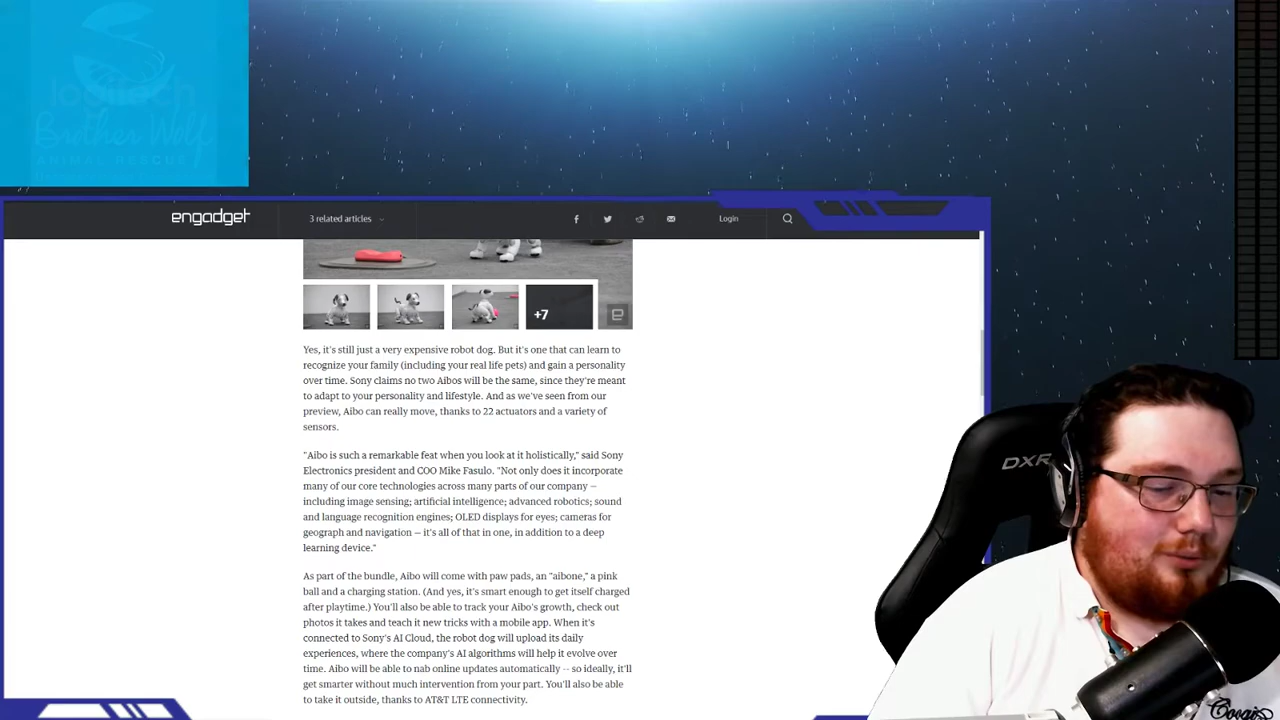 logitech
Brother Wolf
ANIMAL RESCUE
engadget
3 related articles
Login
+7
Yes, it's still just a very expensive robot dog. But it's one that can learn to
recognize your family (including your real life pets) and gain a personality
over time. Sony claims no two Aibos will be the same, since they're meant
to adapt to your personality and lifestyle. And as we've seen from our
preview, Aibo can really move, thanks to 22 actuators and a variety of
sensors.
"Aibo is such a remarkable feat when you look at it holistically," said Sony
Electronics president and COO Mike Fasulo. "Not only does it incorporate
many of our core technologies across many parts of our company —
including image sensing; artificial intelligence; advanced robotics; sound
and language recognition engines; OLED displays for eyes; cameras for
geograph and navigation — it's all of that in one, in addition to a deep
learning device."
As part of the bundle, Aibo will come with paw pads, an "aibone," a pink
ball and a charging station. (And yes, it's smart enough to get itself charged
after playtime.) You'll also be able to track your Aibo's growth, check out
photos it takes and teach it new tricks with a mobile app. When it's
connected to Sony's AI Cloud, the robot dog will upload its daily
experiences, where the company's AI algorithms will help it evolve over
time. Aibo will be able to nab online updates automatically -- so ideally, it'll
get smarter without much intervention from your part. You'll also be able
to take it outside, thanks to AT&T LTE connectivity.
DXR